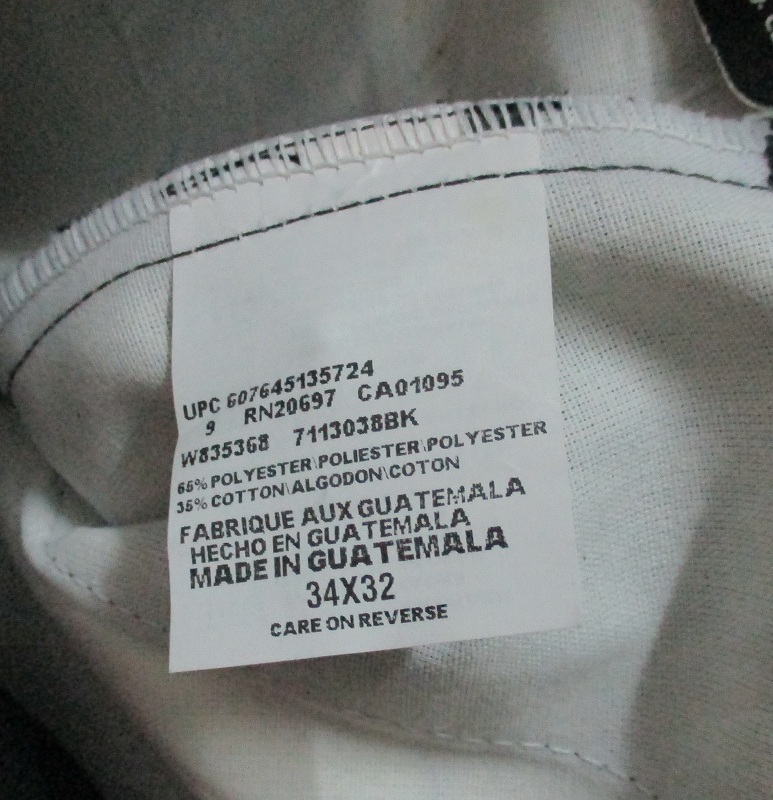 UPC 607645135724
9 RN20697 CA01095
W835368 7113038BK
65% POLYESTER\POLIESTER\POLYESTER
35% COTTON\ALGODON\COTON
FABRIQUE AUX GUATEMALA
HECHO EN GUATEMALA
MADE IN GUATEMALA
34X32
CARE ON REVERSE